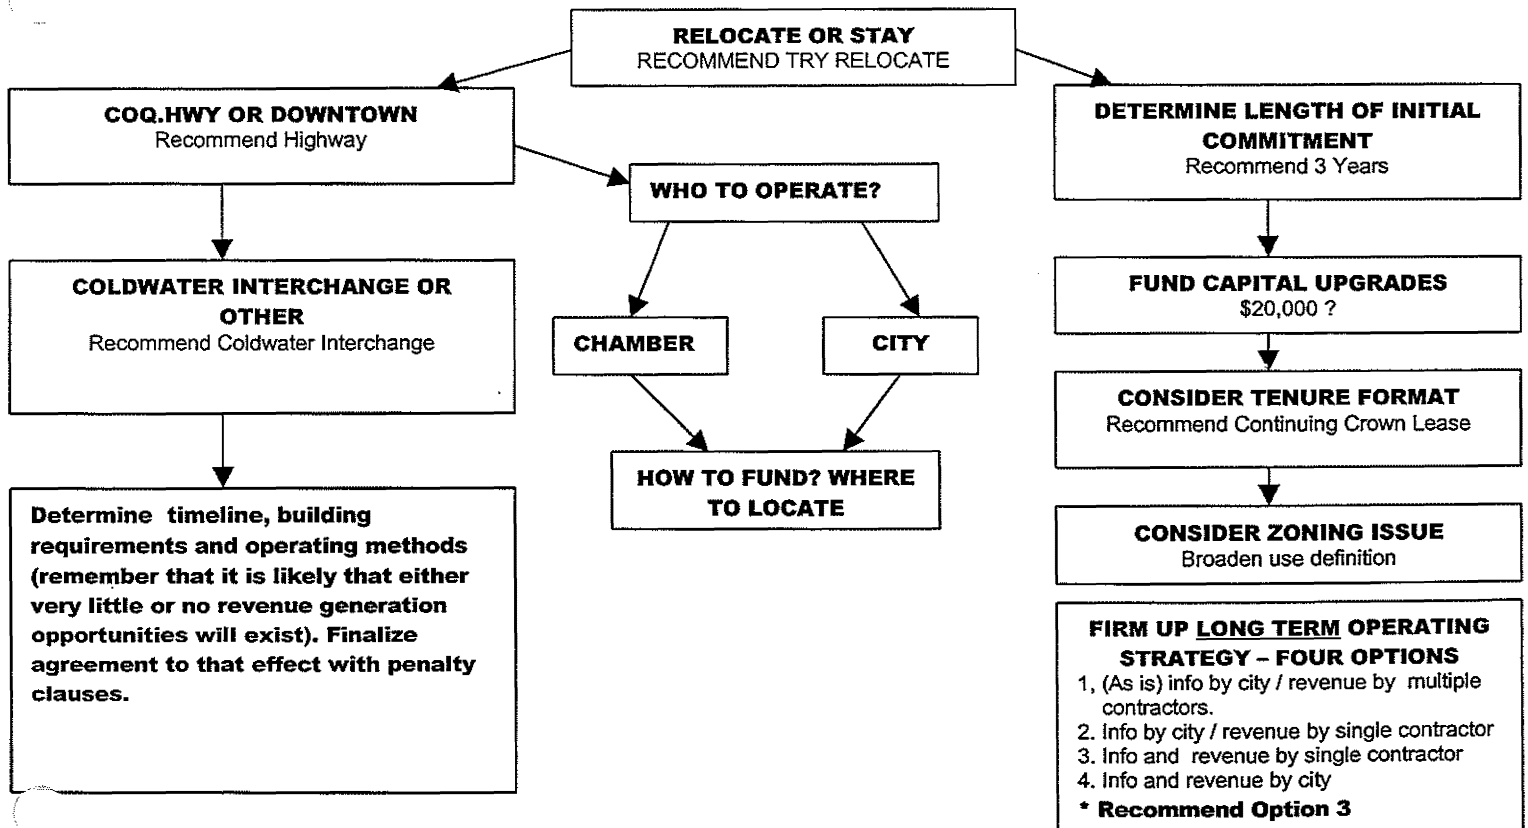 RELOCATE OR STAY
RECOMMEND TRY RELOCATE
COQ.HWY OR DOWNTOWN
Recommend Highway
COLDWATER INTERCHANGE OR
OTHER
Recommend Coldwater Interchange
Determine timeline, building
requirements and operating methods
(remember that it is likely that either
very little or no revenue generation
opportunities will exist). Finalize
agreement to that effect with penalty
clauses.
WHO TO OPERATE?
CHAMBER
CITY
HOW TO FUND? WHERE
TO LOCATE
DETERMINE LENGTH OF INITIAL
COMMITMENT
Recommend 3 Years
FUND CAPITAL UPGRADES
$20,000 ?
CONSIDER TENURE FORMAT
Recommend Continuing Crown Lease
CONSIDER ZONING ISSUE
Broaden use definition
FIRM UP LONG TERM OPERATING
STRATEGY – FOUR OPTIONS
1, (As is) info by city / revenue by multiple
contractors.
2. Info by city / revenue by single contractor
3. Info and revenue by single contractor
4. Info and revenue by city
* Recommend Option 3